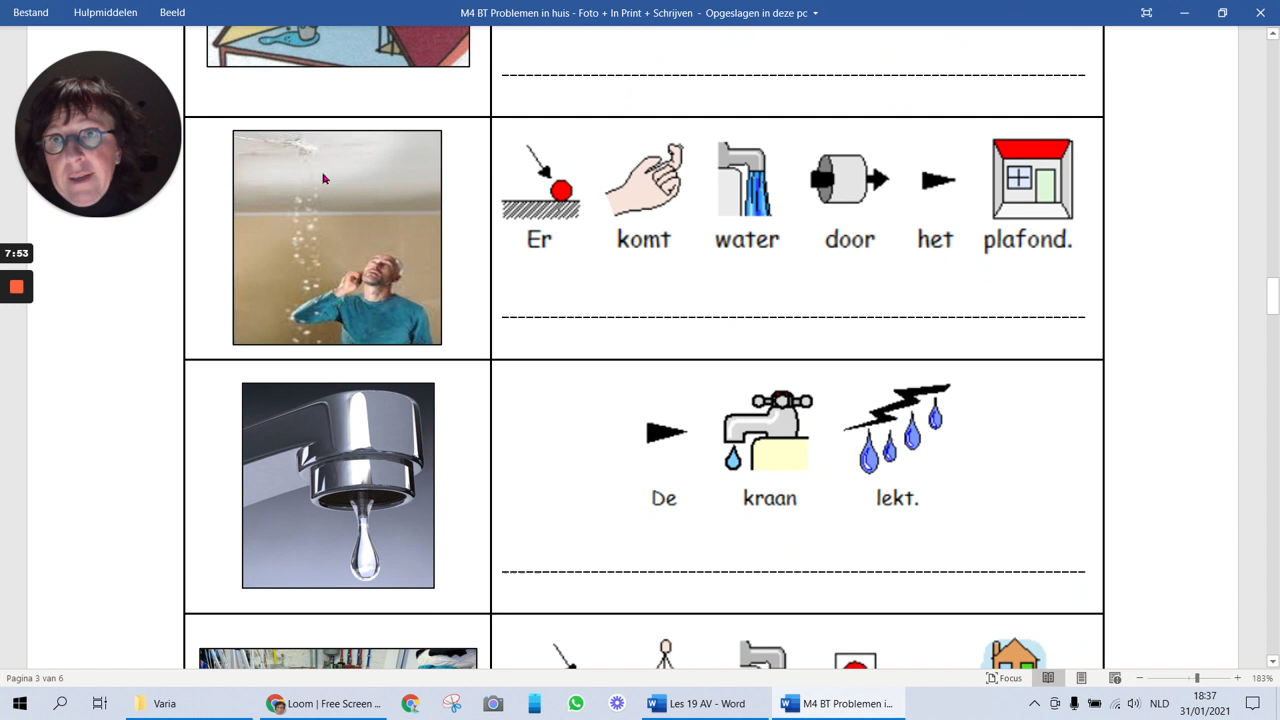 Bestand Hulpmiddelen Beeld M4 BT Problemen in huis - Foto + In Print + Schrijven - Opgeslagen in deze pc
7:53
Er komt water door het plafond.
De kraan lekt.
Pagina 3 van 6 Focus 183%
Varia Loom | Free Screen ... Les 19 AV - Word M4 BT Problemen i... NLD 18:37
31/01/2021